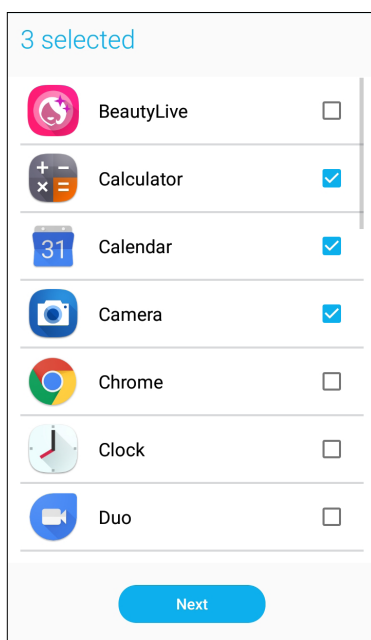 3 selected
BeautyLive
Calculator
31 Calendar
Camera
Chrome
Clock
Duo
Next